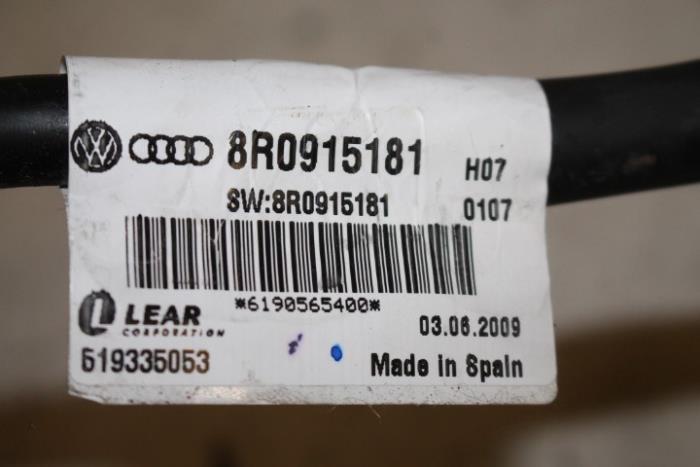 8R0915181 H07
SW:8R0915181 0107
*6190565400*
LEAR
CORPORATION
03.06.2009
619335053
Made in Spain